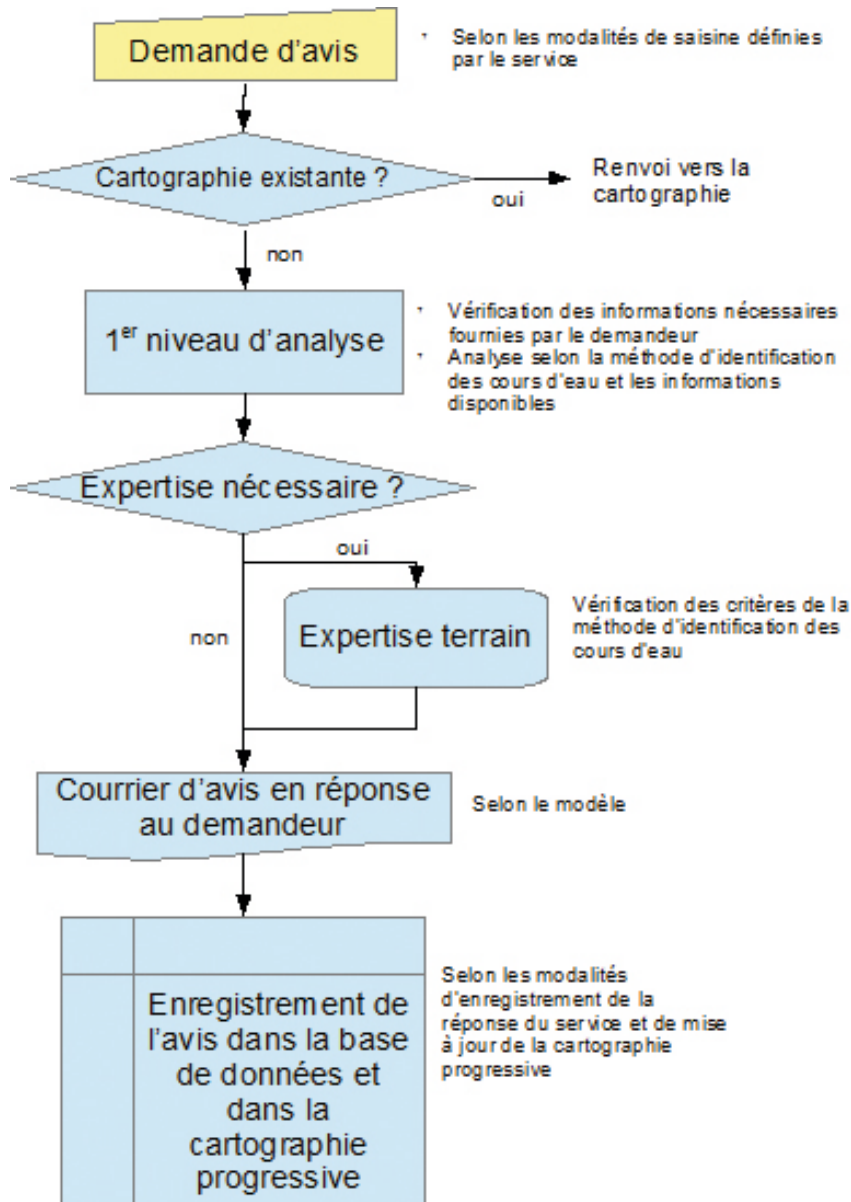 Demande d'avis
Selon les modalités de saisine définies
par le service
Cartographie existante ?
oui
Renvoi vers la
cartographie
non
1er niveau d'analyse
Vérification des informations nécessaires
fournies par le demandeur
Analyse selon la méthode d'identification
des cours d'eau et les informations
disponibles
Expertise nécessaire ?
oui
non
Expertise terrain
Vérification des critères de la
méthode d'identification des
cours d'eau
Courrier d'avis en réponse
au demandeur
Selon le modèle
Enregistrement de
l'avis dans la base
de données et
dans la
cartographie
progressive
Selon les modalités
d'enregistrement de la
réponse du service et de mise
à jour de la cartographie
progressive